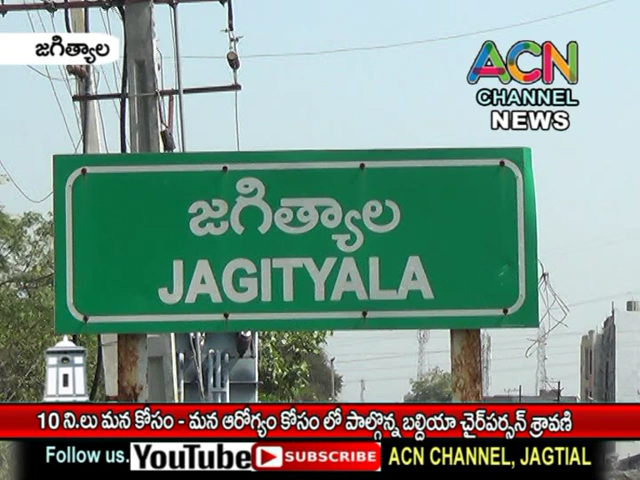 జగిత్యాల
ACN
CHANNEL
NEWS
జగిత్యాల
JAGITYALA
10 ని.లు మన కోసం - మన ఆరోగ్యం కోసం లో పాల్గొన్న బల్దియా చైర్‌పర్సన్ శ్రావణి
Follow us. YouTube SUBSCRIBE ACN CHANNEL, JAGTIAL